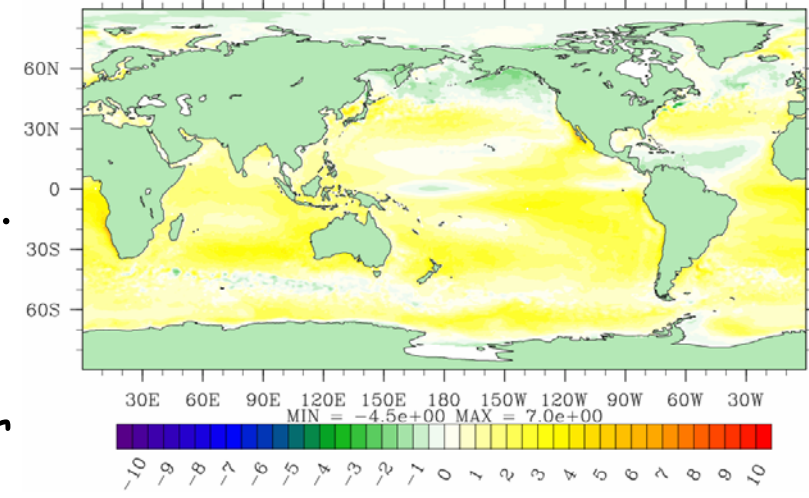 60N
30N
0
30S
60S
30E 60E 90E 120E 150E 180 150W 120W 90W 60W 30W
MIN = −4.5e+00 MAX = 7.0e+00
−10 −9 −8 −7 −6 −5 −4 −3 −2 −1 0 1 2 3 4 5 6 7 8 9 10